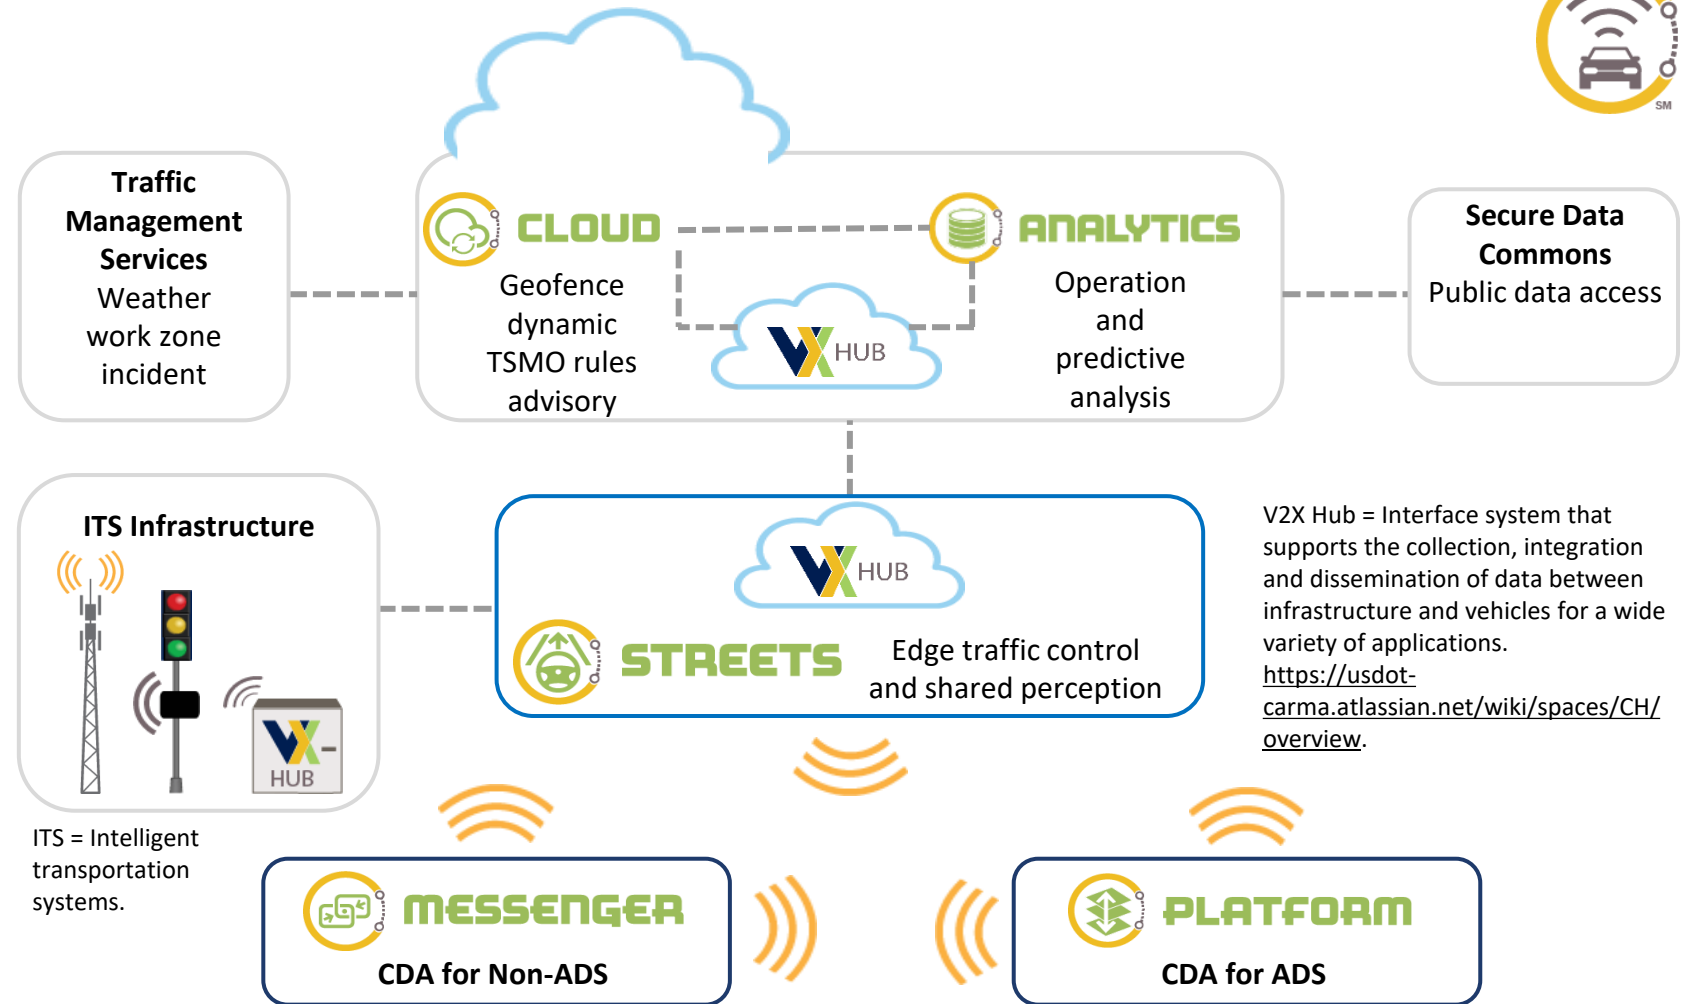 SM
Traffic
Management
Services
Weather
work zone
incident
CLOUD
Geofence
dynamic
TSMO rules
advisory
VX HUB
ANALYTICS
Operation
and
predictive
analysis
Secure Data
Commons
Public data access
ITS Infrastructure
VX
HUB
ITS = Intelligent
transportation
systems.
VX HUB
STREETS
Edge traffic control
and shared perception
V2X Hub = Interface system that
supports the collection, integration
and dissemination of data between
infrastructure and vehicles for a wide
variety of applications.
https://usdot-
carma.atlassian.net/wiki/spaces/CH/
overview.
MESSENGER
CDA for Non-ADS
PLATFORM
CDA for ADS